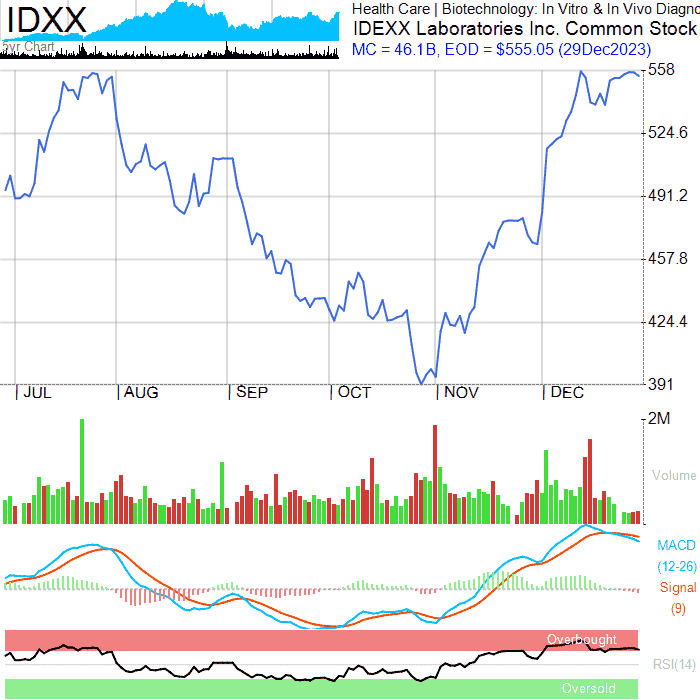 IDXX
5yr Chart
Health Care | Biotechnology: In Vitro & In Vivo Diagno
IDEXX Laboratories Inc. Common Stock
MC = 46.1B, EOD = $555.05 (29Dec2023)
558
524.6
491.2
457.8
424.4
391
JUL AUG SEP OCT NOV DEC
2M
Volume
MACD
(12-26)
Signal
(9)
Overbought
RSI(14)
Oversold